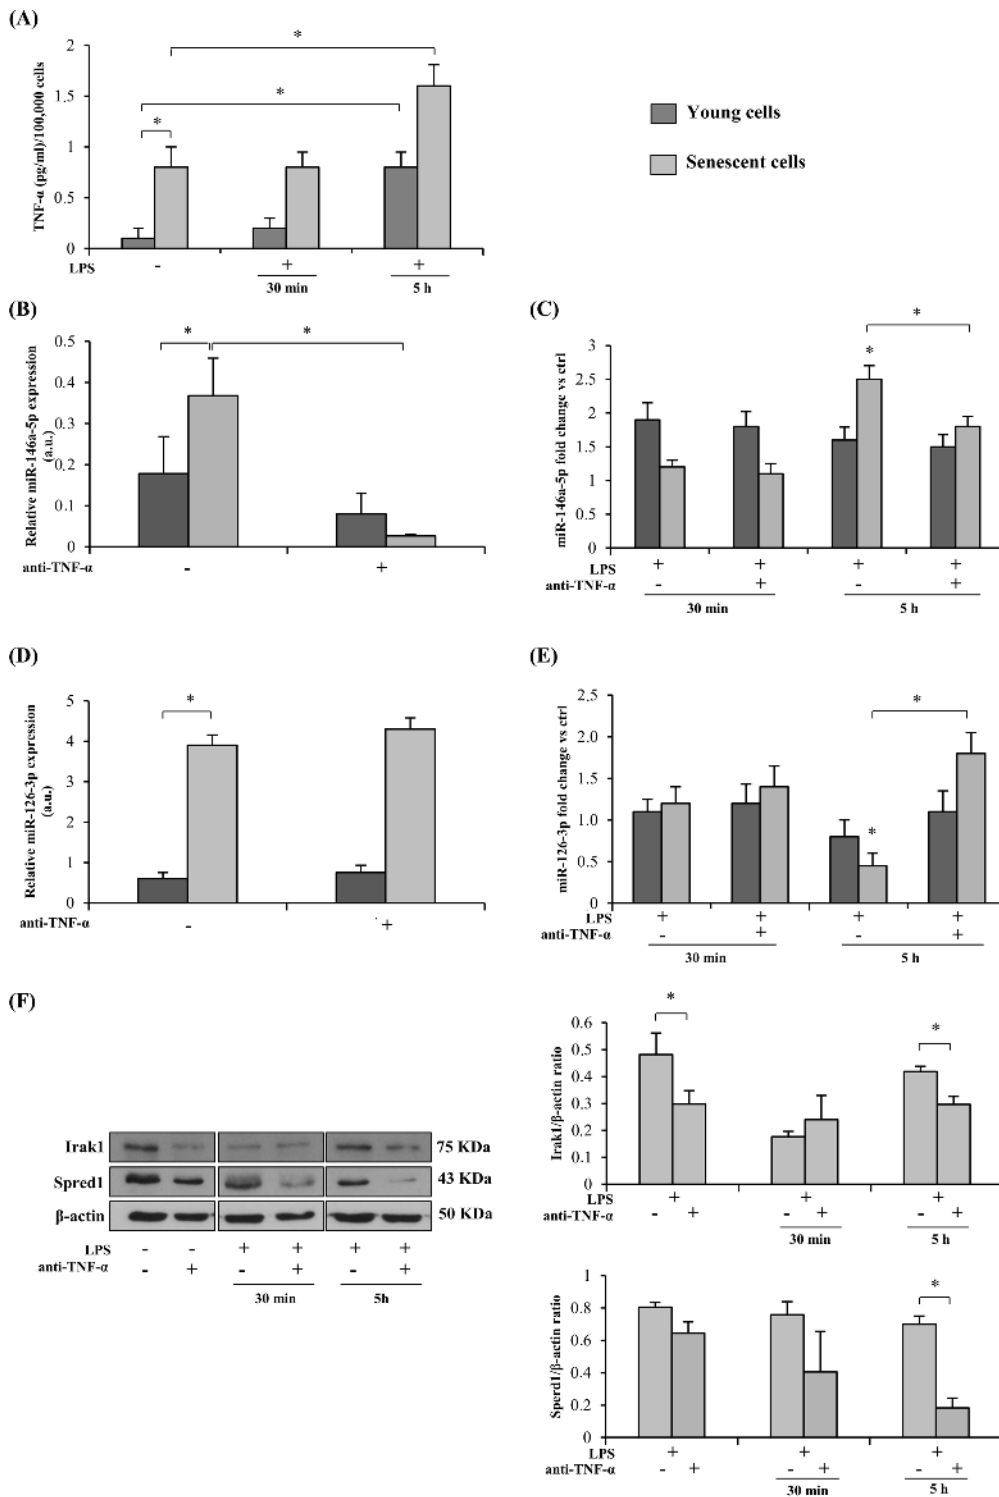 (A)
TNF-α (pg/ml)/100,000 cells
2
1.5
1
0.5
0
*
*
*
LPS - + +
30 min 5 h
Young cells
Senescent cells
(B)
Relative miR-146a-5p expression
(a.u.)
0.5
0.4
0.3
0.2
0.1
0
* *
anti-TNF-α - +
(C)
miR-146a-5p fold change vs ctrl
3
2.5
2
1.5
1
0.5
0
*
*
LPS + + + +
anti-TNF-α - + - +
30 min 5 h
(D)
Relative miR-126-3p expression
(a.u.)
5
4
3
2
1
0
*
anti-TNF-α - +
(E)
miR-126-3p fold change vs ctrl
2.5
2.0
1.5
1.0
0.5
0
*
*
LPS + + + +
anti-TNF-α - + - +
30 min 5 h
(F)
Irak1 75 KDa
Spred1 43 KDa
β-actin 50 KDa
LPS - - + + + +
anti-TNF-α - + - + - +
30 min 5h
Irak1/β-actin ratio
0.6
0.5
0.4
0.3
0.2
0.1
0
* *
LPS + + +
anti-TNF-α - + - + - +
30 min 5 h
Sperd1/β-actin ratio
1
0.8
0.6
0.4
0.2
0
*
LPS + + +
anti-TNF-α - + - + - +
30 min 5 h